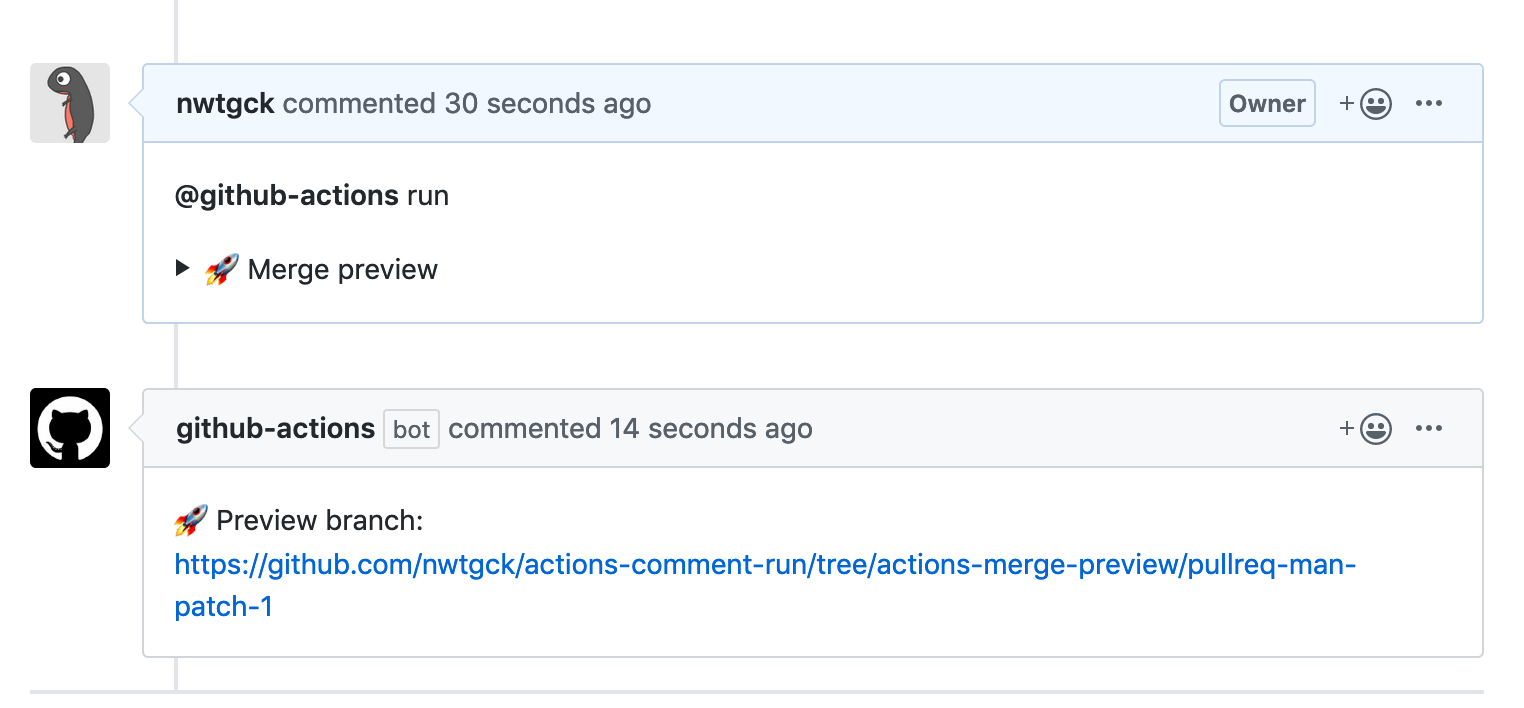 nwtgck commented 30 seconds ago Owner
@github-actions run
🚀 Merge preview
github-actions bot commented 14 seconds ago
🚀 Preview branch:
https://github.com/nwtgck/actions-comment-run/tree/actions-merge-preview/pullreq-man-
patch-1